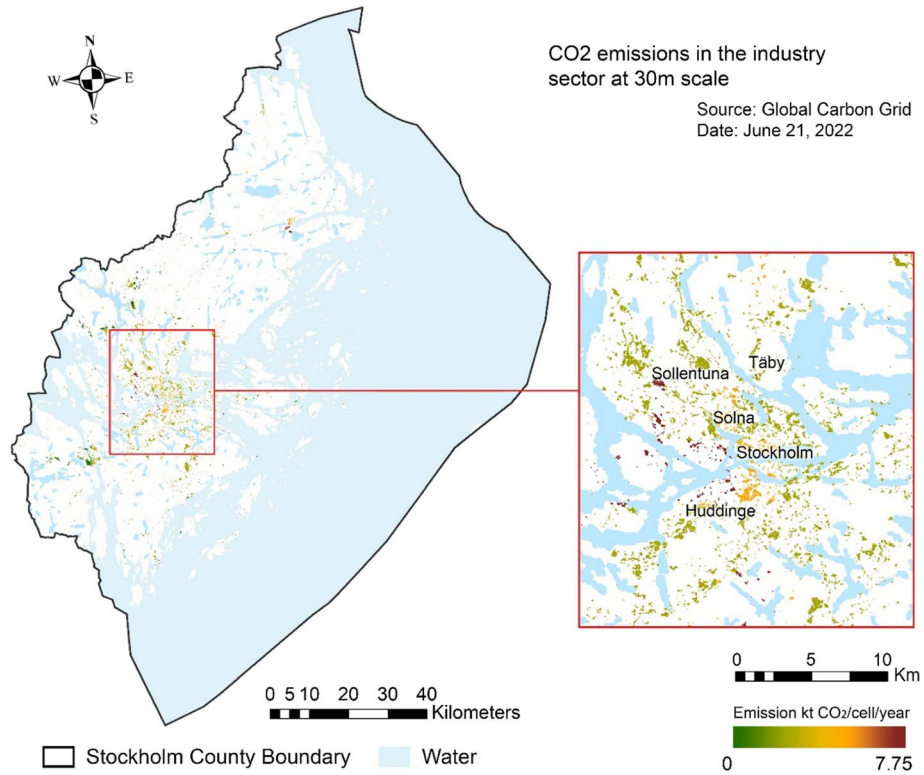 N
W E
S
CO2 emissions in the industry
sector at 30m scale
Source: Global Carbon Grid
Date: June 21, 2022
Täby
Sollentuna
Solna
Stockholm
Huddinge
0 5 10
Km
0 5 10 20 30 40
Kilometers
Emission kt CO₂/cell/year
0 7.75
Stockholm County Boundary Water